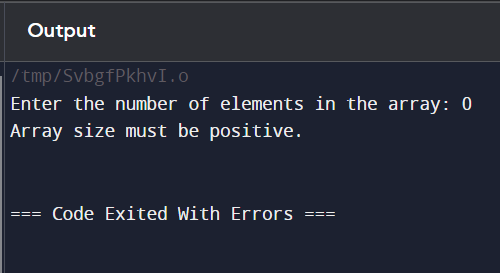 Output
/tmp/SvbgfPkhvI.o
Enter the number of elements in the array: 0
Array size must be positive.
=== Code Exited With Errors ===